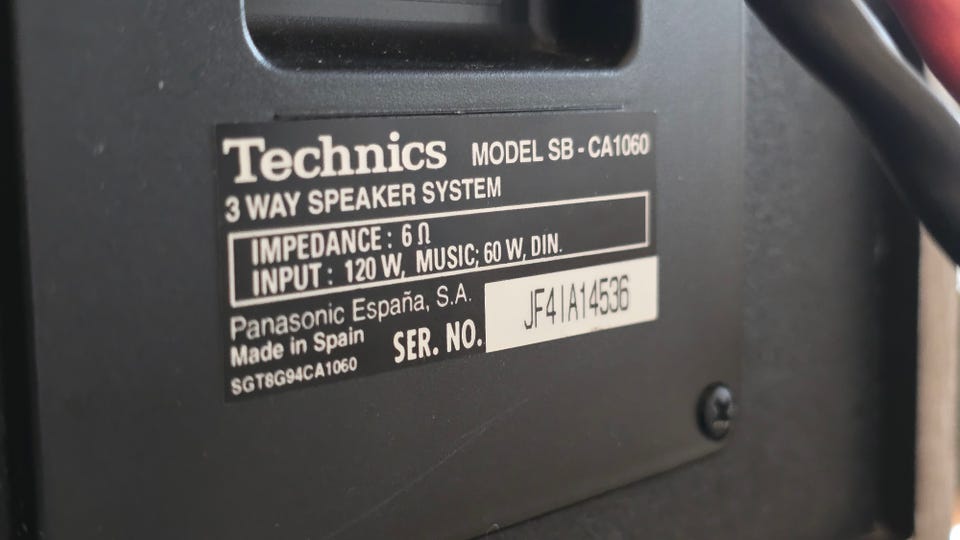 Technics MODEL SB - CA1060
3 WAY SPEAKER SYSTEM
IMPEDANCE : 6 Ω
INPUT : 120 W, MUSIC; 60 W, DIN.
Panasonic España, S.A.
Made in Spain
SER. NO. JF4IA14536
SGT8G94CA1060